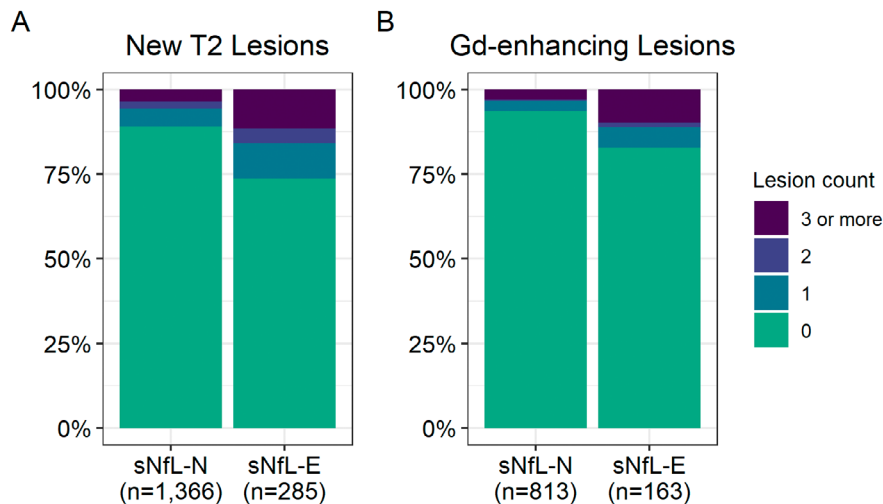 A
New T2 Lesions
100%
75%
50%
25%
0%
sNfL-N
(n=1,366)
sNfL-E
(n=285)
B
Gd-enhancing Lesions
100%
75%
50%
25%
0%
sNfL-N
(n=813)
sNfL-E
(n=163)
Lesion count
3 or more
2
1
0